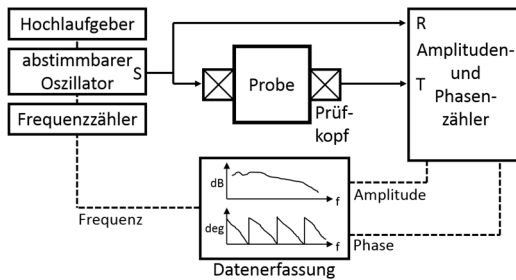 Hochlaufgeber
abstimmbarer
Oszillator
S
Frequenzzähler
Probe
Prüf-
kopf
R
T
Amplituden-
und
Phasen-
zähler
dB
f
deg
f
Amplitude
Frequenz
Phase
Datenerfassung